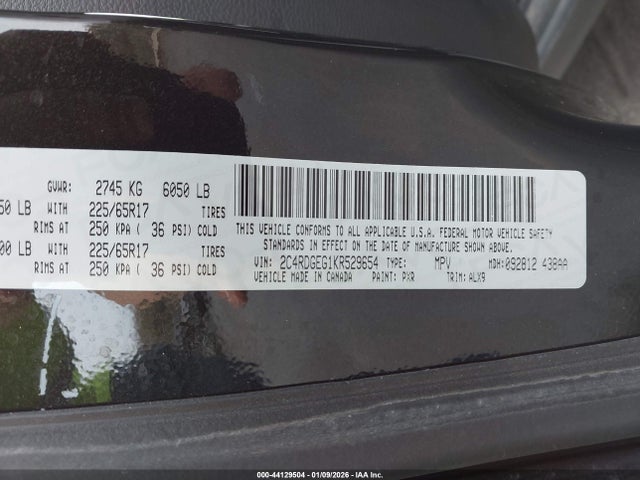 GVWR: 2745 KG 6050 LB
50 LB WITH 225/65R17 TIRES
RIMS AT 250 KPA ( 36 PSI) COLD
00 LB WITH 225/65R17 TIRES
RIMS AT 250 KPA ( 36 PSI) COLD
THIS VEHICLE CONFORMS TO ALL APPLICABLE U.S.A. FEDERAL MOTOR VEHICLE SAFETY
STANDARDS IN EFFECT ON THE DATE OF MANUFACTURE SHOWN ABOVE.
VIN: 2C4RDGEG1KR529654 TYPE: MPV MDH:092812 438AA
VEHICLE MADE IN CANADA PAINT: PXR TRIM: ALX9
000-44129504 | 01/09/2026 - IAA Inc.